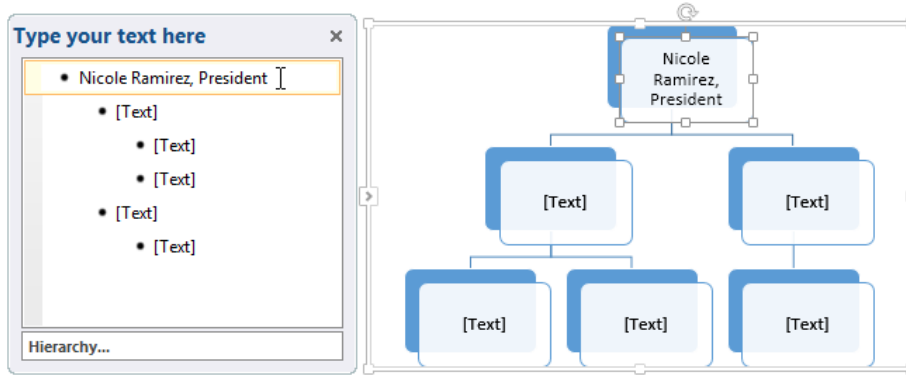 Type your text here
Nicole Ramirez, President
[Text]
[Text]
[Text]
[Text]
[Text]
Hierarchy...
Nicole
Ramirez,
President
[Text]
[Text]
[Text]
[Text]
[Text]